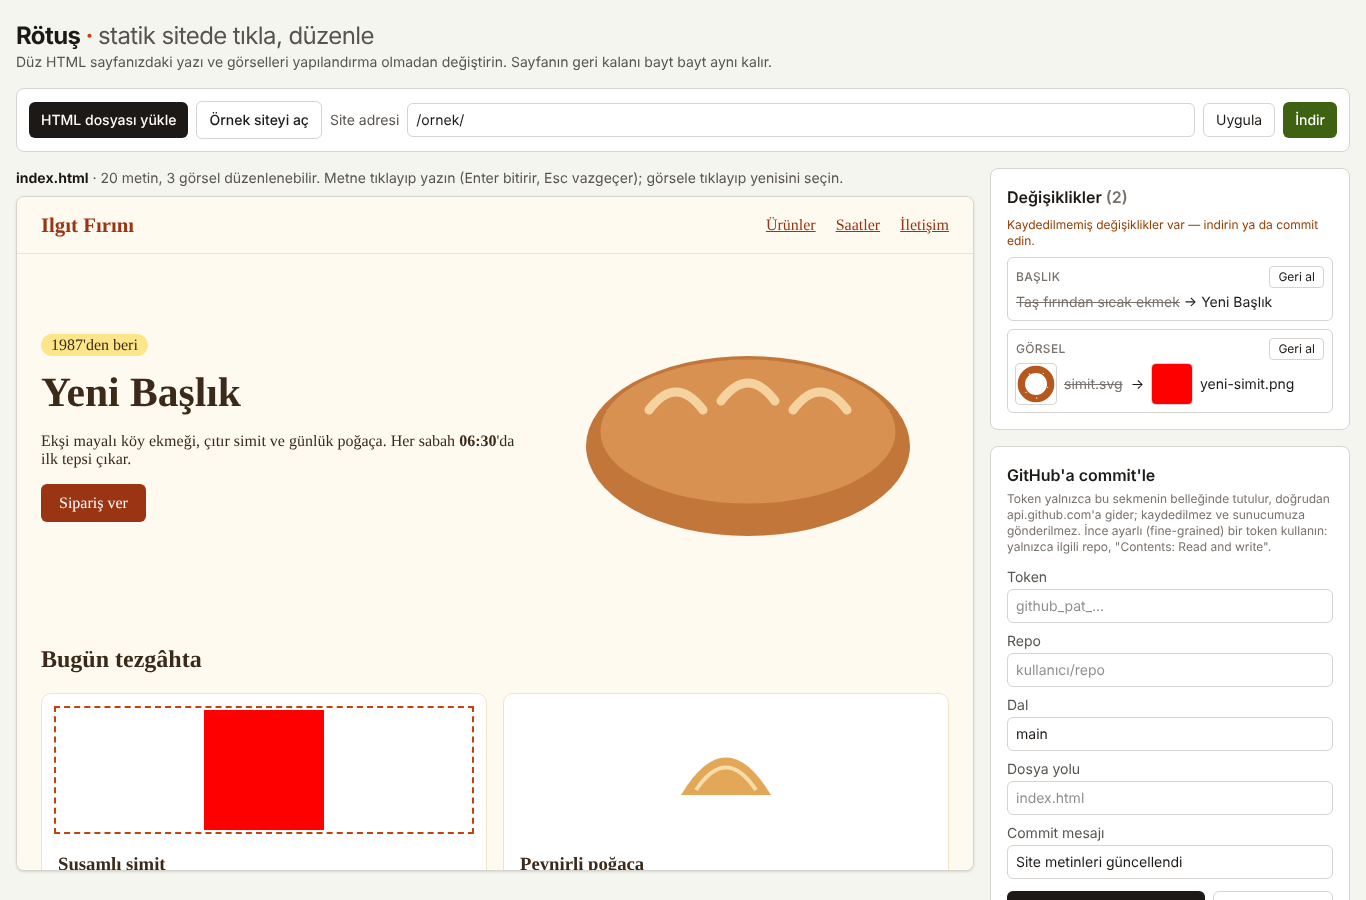 Rötuş · statik sitede tıkla, düzenle
Düz HTML sayfanızdaki yazı ve görselleri yapılandırma olmadan değiştirin. Sayfanın geri kalanı bayt bayt aynı kalır.
HTML dosyası yükle
Örnek siteyi aç
Site adresi
/ornek/
Uygula
İndir
index.html · 20 metin, 3 görsel düzenlenebilir. Metne tıklayıp yazın (Enter bitirir, Esc vazgeçer); görsele tıklayıp yenisini seçin.
Ilgıt Fırını
Ürünler
Saatler
İletişim
1987'den beri
Yeni Başlık
Ekşi mayalı köy ekmeği, çıtır simit ve günlük poğaça. Her sabah 06:30'da
ilk tepsi çıkar.
Sipariş ver
Bugün tezgâhta
Susamlı simit
Peynirli poğaça
Değişiklikler (2)
Kaydedilmemiş değişiklikler var — indirin ya da commit
edin.
BAŞLIK
Geri al
Taş fırından sıcak ekmek → Yeni Başlık
GÖRSEL
Geri al
simit.svg → yeni-simit.png
GitHub'a commit'le
Token yalnızca bu sekmenin belleğinde tutulur, doğrudan
api.github.com'a gider; kaydedilmez ve sunucumuza
gönderilmez. İnce ayarlı (fine-grained) bir token kullanın:
yalnızca ilgili repo, "Contents: Read and write".
Token
github_pat_...
Repo
kullanıcı/repo
Dal
main
Dosya yolu
index.html
Commit mesajı
Site metinleri güncellendi